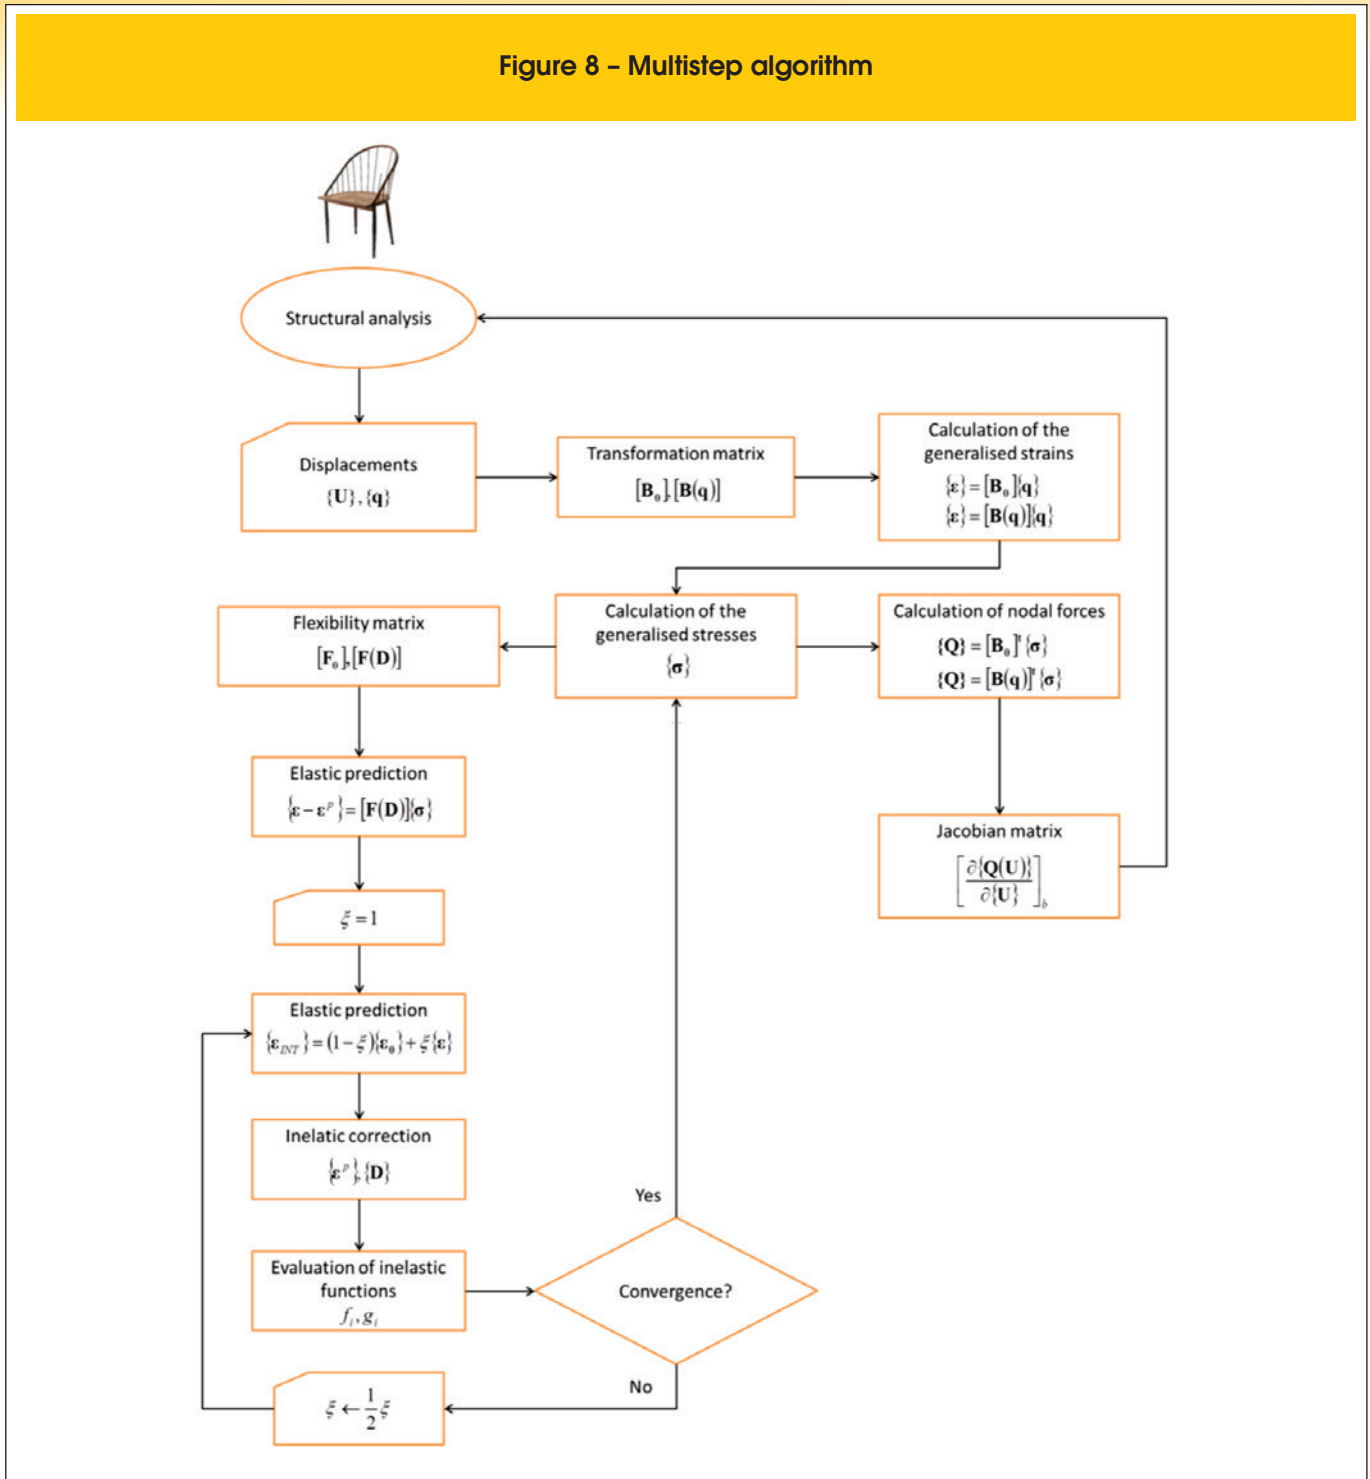 Figure 8 – Multistep algorithm
Structural analysis
Displacements
{U},{q}
Transformation matrix
[B₀],[B(q)]
Calculation of the
generalised strains
{ε}=[B₀]{q}
{ε}=[B(q)]{q}
Flexibility matrix
[F₀],[F(D)]
Calculation of the
generalised stresses
{σ}
Calculation of nodal forces
{Q}=[B₀]ᵗ{σ}
{Q}=[B(q)]ᵗ{σ}
Elastic prediction
{ε−εᵖ}=[F(D)]{σ}
Jacobian matrix
[∂{Q(U)}/∂{U}]_b
ξ=1
Elastic prediction
{ε_INT}=(1−ξ){ε₀}+ξ{ε}
Inelatic correction
{εᵖ},{D}
Yes
Evaluation of inelastic
functions
fᵢ,gᵢ
Convergence?
No
ξ←1/2ξ